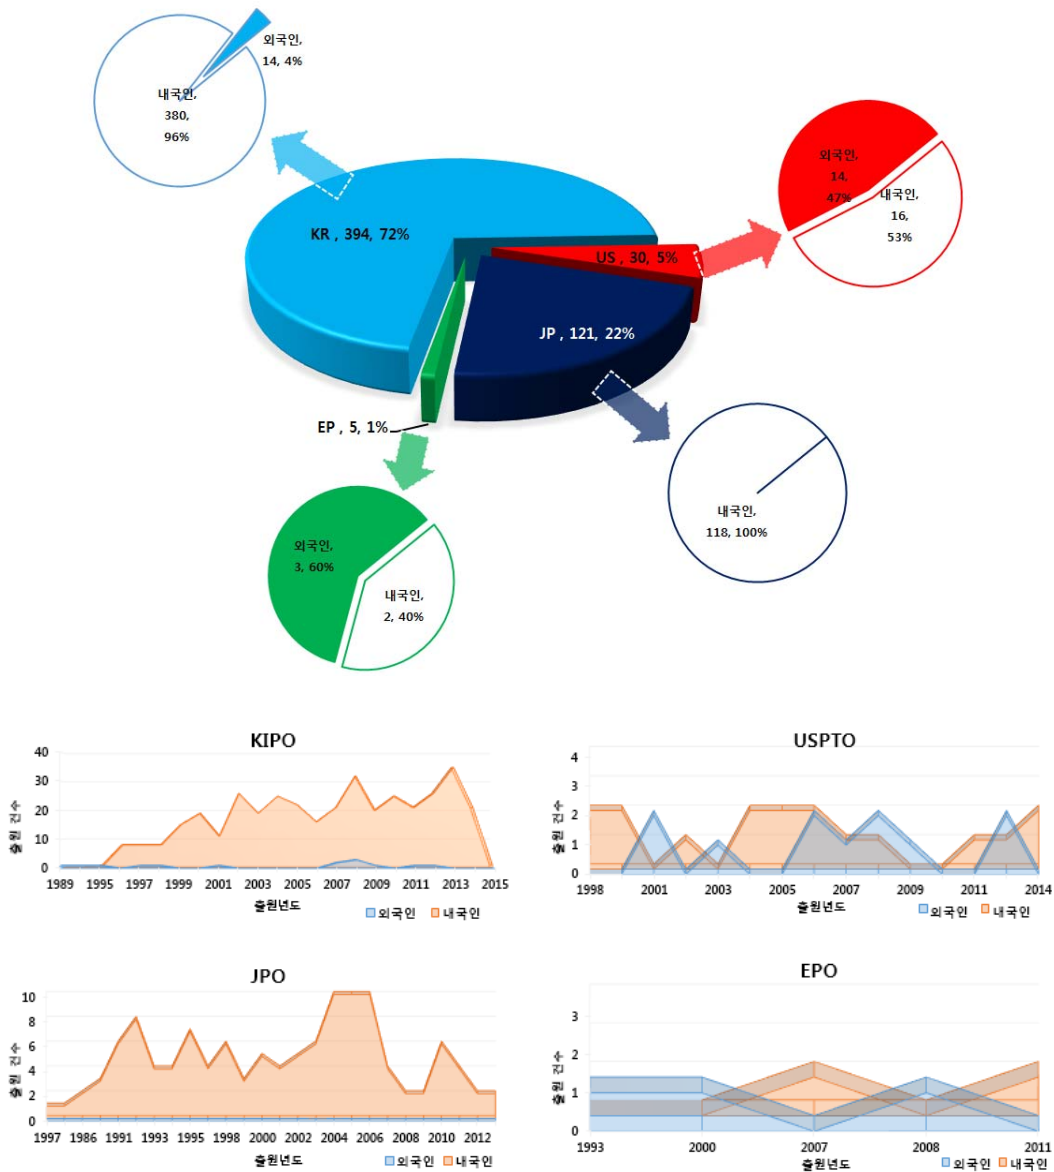 외국인,
14, 4%
내국인,
380,
96%
외국인,
14,
47%
내국인,
16,
53%
KR , 394, 72%
US , 30, 5%
JP , 121, 22%
EP , 5, 1%
내국인,
118, 100%
외국인,
3, 60%
내국인,
2, 40%
KIPO
출원 건수
40
30
20
10
0
1989 1995 1997 1999 2001 2003 2005 2007 2009 2011 2013 2015
출원년도
외국인 내국인
USPTO
출원 건수
4
3
2
1
0
1998 2001 2003 2005 2007 2009 2011 2014
출원년도
외국인 내국인
JPO
출원 건수
10
8
6
4
2
0
1997 1986 1991 1993 1995 1998 2000 2002 2004 2006 2008 2010 2012
출원년도
외국인 내국인
EPO
출원 건수
3
2
1
0
1993 2000 2007 2008 2011
출원년도
외국인 내국인